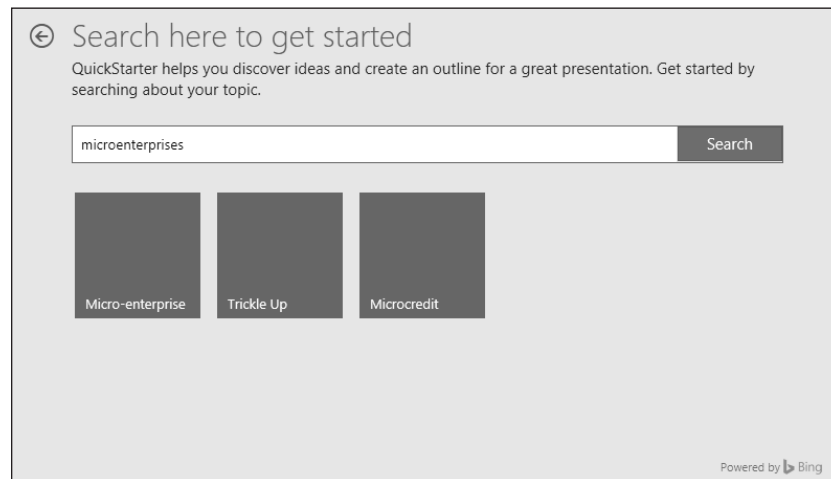 Search here to get started
QuickStarter helps you discover ideas and create an outline for a great presentation. Get started by
searching about your topic.
microenterprises Search
Micro-enterprise Trickle Up Microcredit
Powered by Bing